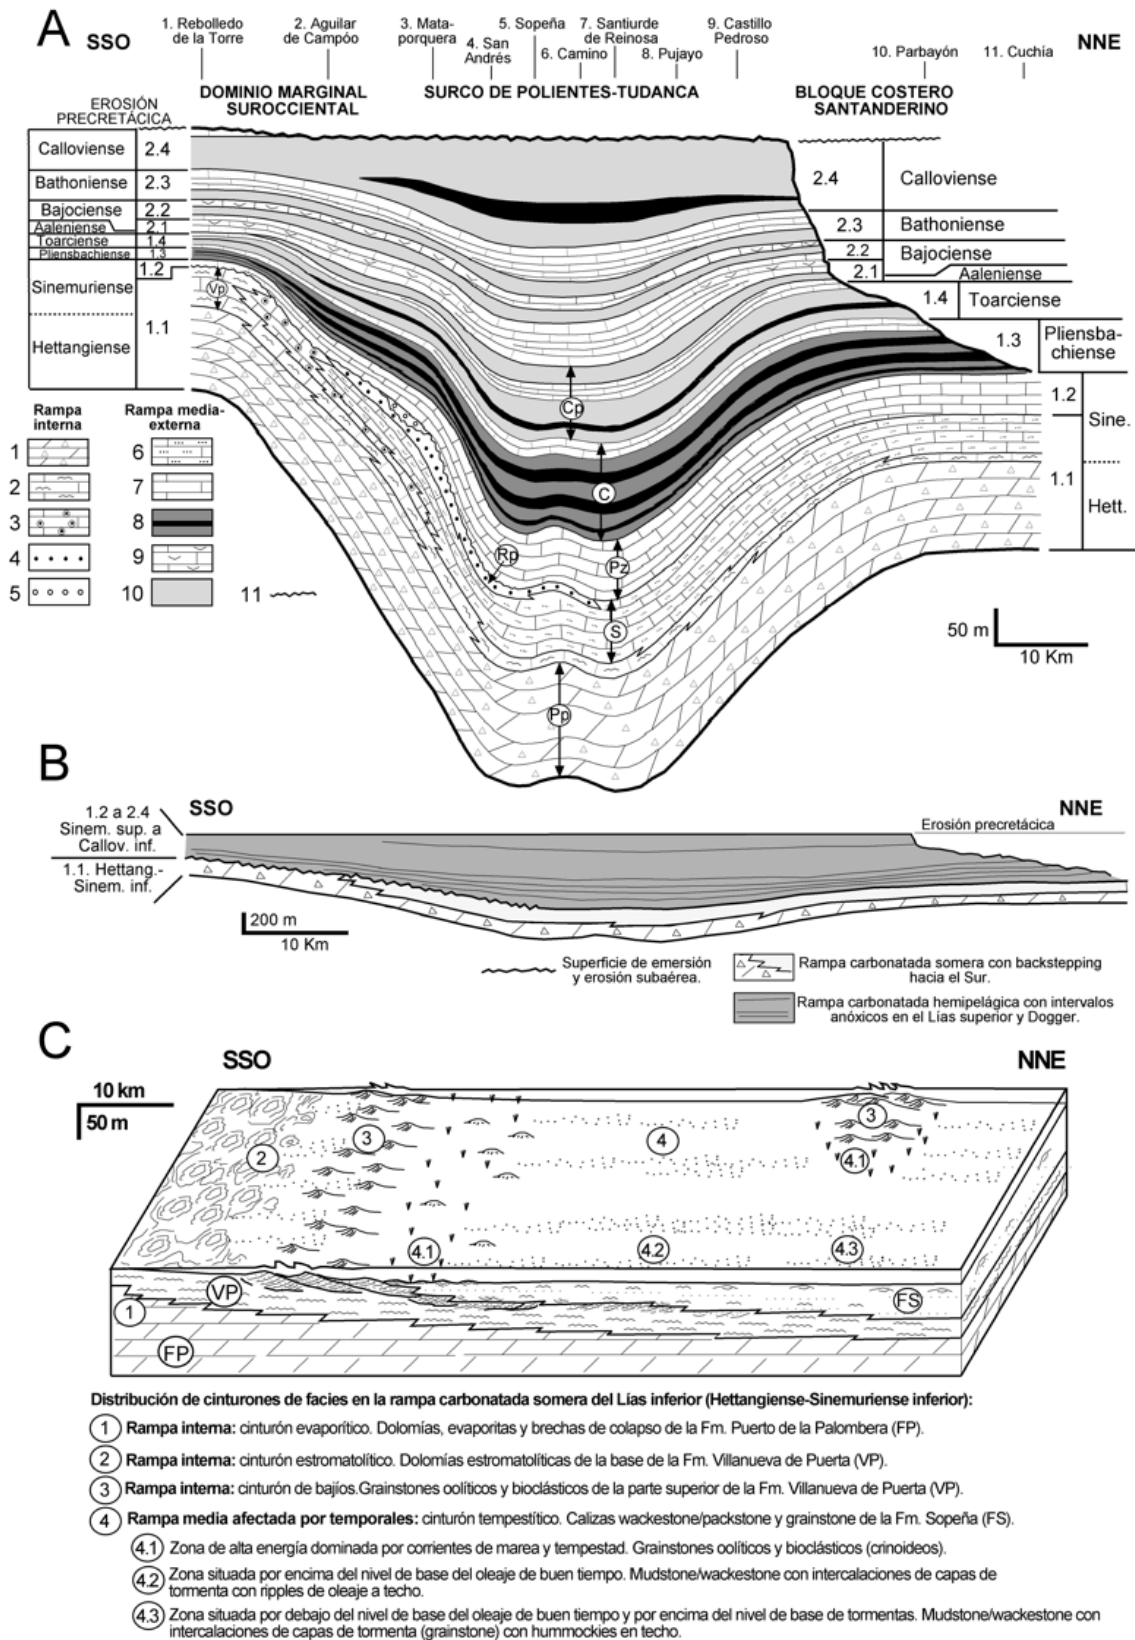 A
SSO
1. Rebolledo
de la Torre
2. Aguilar
de Campóo
3. Mata-
porquera
4. San
Andrés
5. Sopeña
6. Camino
7. Santiurde
de Reinosa
8. Pujayo
9. Castillo
Pedroso
10. Parbayón
11. Cuchía
NNE
DOMINIO MARGINAL
SUROCCIDENTAL
SURCO DE POLIENTES-TUDANCA
BLOQUE COSTERO
SANTANDERINO
EROSIÓN
PRECRETÁCICA
Calloviense 2.4
Bathoniense 2.3
Bajociense 2.2
Aaleniense 2.1
Toarciense 1.4
Pliensbachiense 1.3
1.2
Sinemuriense
1.1
Hettangiense
2.4 Calloviense
2.3 Bathoniense
2.2 Bajociense
2.1 Aaleniense
1.4 Toarciense
1.3 Pliensba-
chiense
1.2
Sine.
1.1
Hett.
Vp
Cp
C
Rp
Pz
S
Pp
Rampa
interna
Rampa media-
externa
1
2
3
4
5
6
7
8
9
10
11
50 m
10 Km
B
SSO
NNE
1.2 a 2.4
Sinem. sup. a
Callov. inf.
1.1. Hettang.-
Sinem. inf.
Erosión precretácica
200 m
10 Km
Superficie de emersión
y erosión subaérea.
Rampa carbonatada somera con backstepping
hacia el Sur.
Rampa carbonatada hemipelágica con intervalos
anóxicos en el Lías superior y Dogger.
C
SSO
NNE
10 km
50 m
2
3
4
3
4.1
4.1
4.2
4.3
VP
FS
1
FP
Distribución de cinturones de facies en la rampa carbonatada somera del Lías inferior (Hettangiense-Sinemuriense inferior):
1 Rampa interna: cinturón evaporítico. Dolomías, evaporitas y brechas de colapso de la Fm. Puerto de la Palombera (FP).
2 Rampa interna: cinturón estromatolítico. Dolomías estromatolíticas de la base de la Fm. Villanueva de Puerta (VP).
3 Rampa interna: cinturón de bajíos.Grainstones oolíticos y bioclásticos de la parte superior de la Fm. Villanueva de Puerta (VP).
4 Rampa media afectada por temporales: cinturón tempestítico. Calizas wackestone/packstone y grainstone de la Fm. Sopeña (FS).
4.1 Zona de alta energía dominada por corrientes de marea y tempestad. Grainstones oolíticos y bioclásticos (crinoideos).
4.2 Zona situada por encima del nivel de base del oleaje de buen tiempo. Mudstone/wackestone con intercalaciones de capas de
tormenta con ripples de oleaje a techo.
4.3 Zona situada por debajo del nivel de base del oleaje de buen tiempo y por encima del nivel de base de tormentas. Mudstone/wackestone con
intercalaciones de capas de tormenta (grainstone) con hummockies en techo.